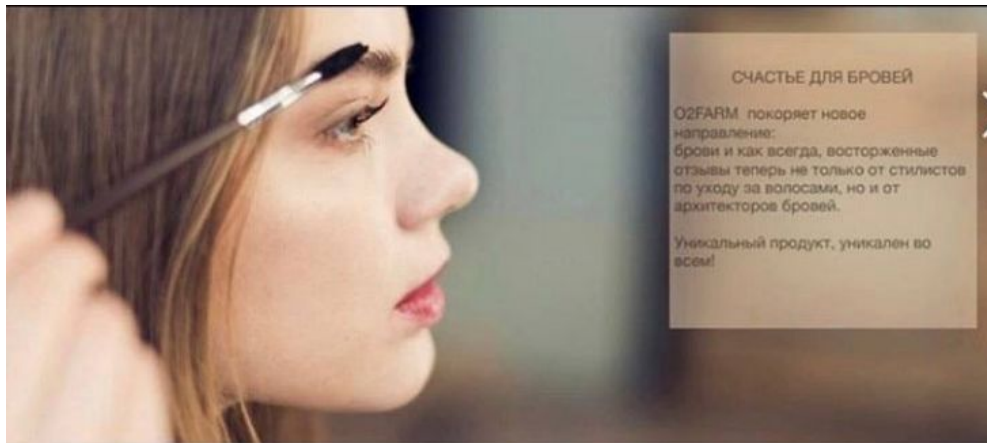 СЧАСТЬЕ ДЛЯ БРОВЕЙ
O2FARM покоряет новое
направление:
брови и как всегда, восторженные
отзывы теперь не только от стилистов
по уходу за волосами, но и от
архитекторов бровей.
Уникальный продукт, уникален во
всем!